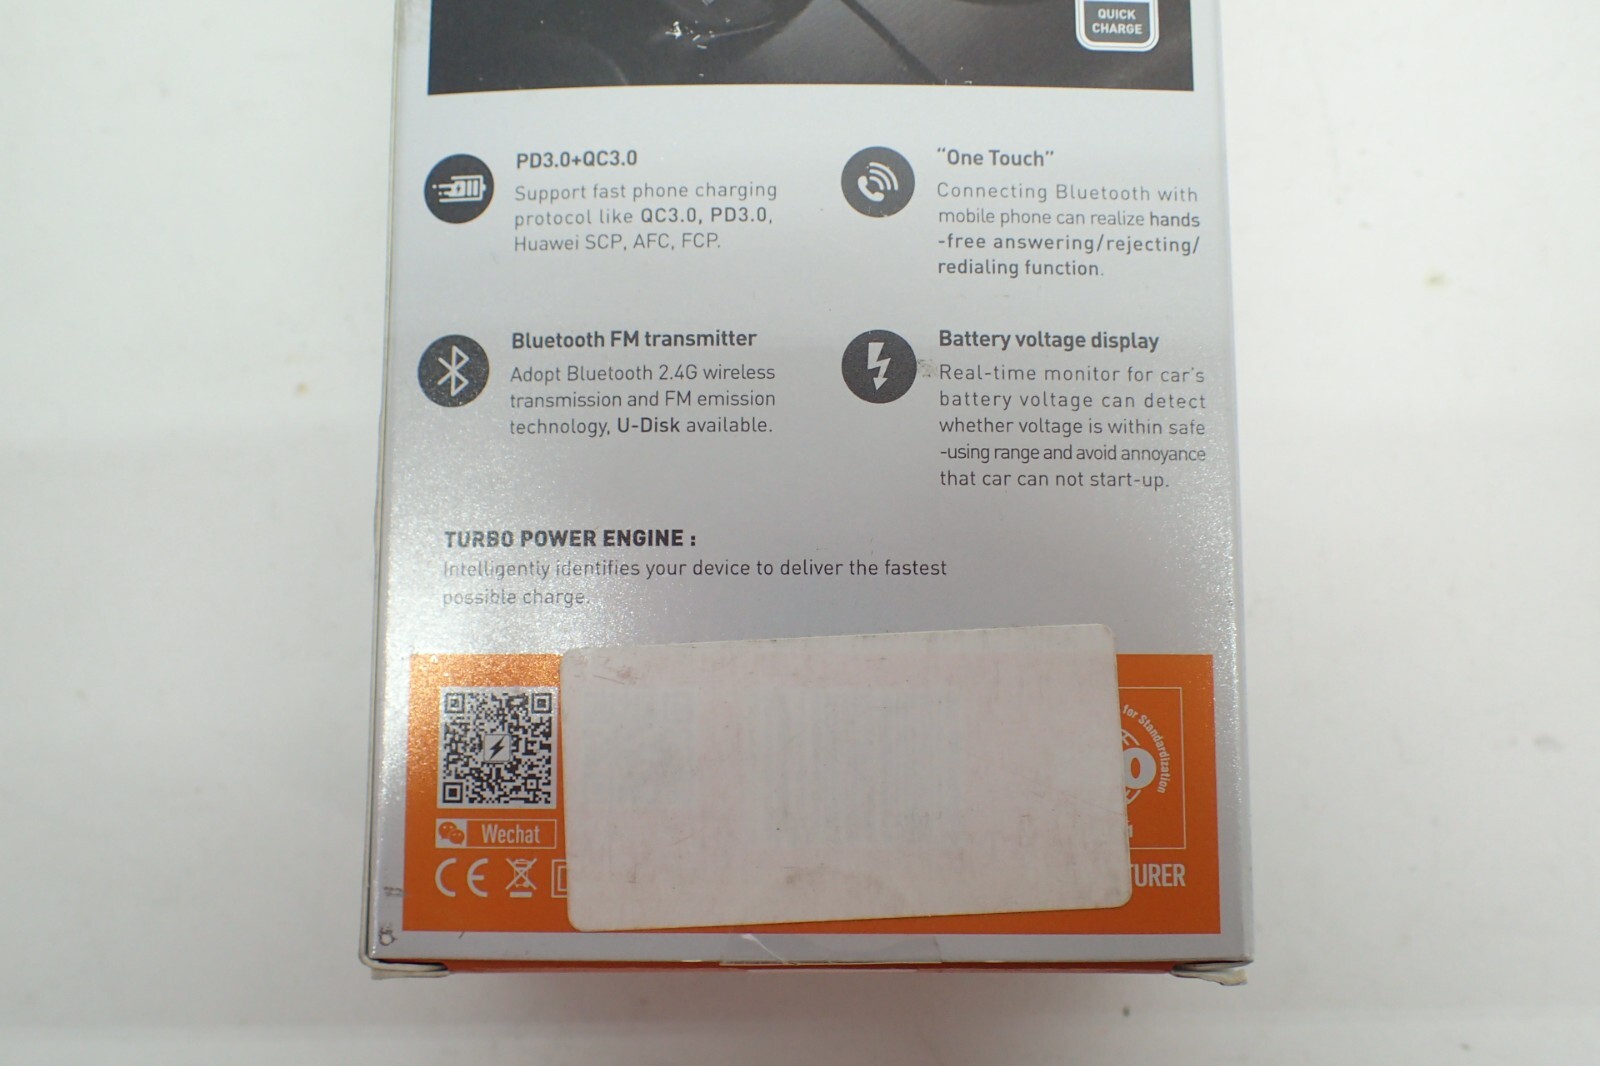 QUICK
CHARGE
PD3.0+QC3.0
Support fast phone charging
protocol like QC3.0, PD3.0,
Huawei SCP, AFC, FCP.
“One Touch”
Connecting Bluetooth with
mobile phone can realize hands
-free answering/rejecting/
redialing function.
Bluetooth FM transmitter
Adopt Bluetooth 2.4G wireless
transmission and FM emission
technology, U-Disk available.
Battery voltage display
Real-time monitor for car's
battery voltage can detect
whether voltage is within safe
-using range and avoid annoyance
that car can not start-up.
TURBO POWER ENGINE :
Intelligently identifies your device to deliver the fastest
possible charge.
for Standardization
Wechat
CE
TURER